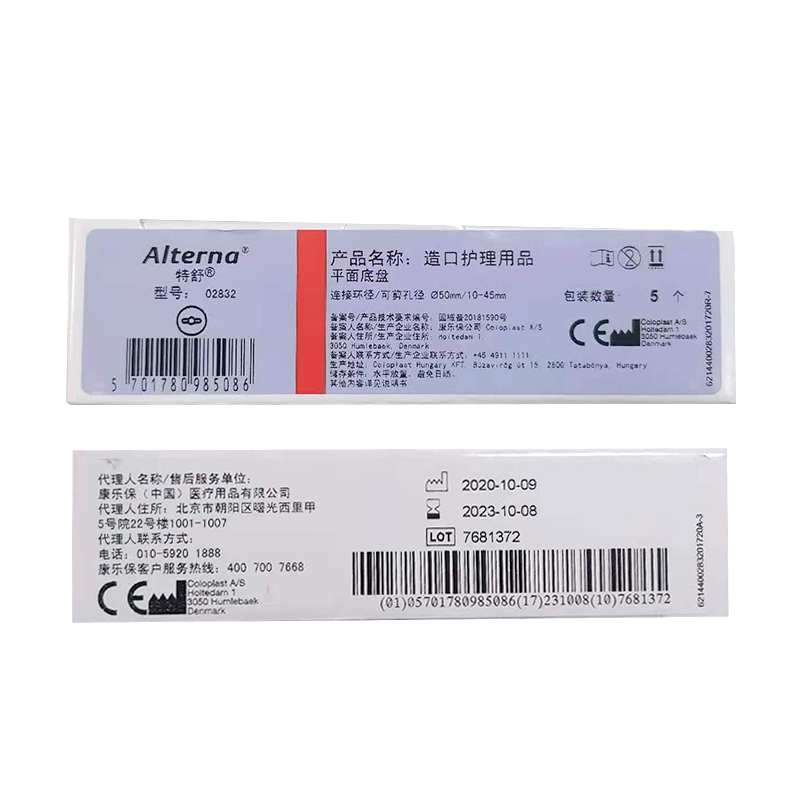 Alterna®
特舒®
型号： 02832
5 701780 985086
产品名称：造口护理用品
平面底盘
连接环径/可剪孔径 Ø50mm/10-45mm
包装数量： 5 个
备案号/产品技术要求编号：国械备20181590号
备案人名称/生产企业名称：康乐保公司 Coloplast A/S
备案人住所/生产企业住所： Holtedam 1,
3050 Humlebaek, Denmark
备案人联系方式/生产企业联系方式： +45 4911 1111
生产地址： Coloplast Hungary KFT. Búzavirág út 15, 2800 Tatabánya, Hungary
储存条件：水平放置，避免日晒。
其他内容详见说明书
CE
Coloplast A/S
Holtedam 1
3050 Humlebaek
Denmark
6214400283201720R-7
代理人名称/售后服务单位:
康乐保（中国）医疗用品有限公司
代理人住所：北京市朝阳区曙光西里甲
5号院22号楼1001-1007
代理人联系方式：
电话： 010-5920 1888
康乐保客户服务热线：400 700 7668
CE
Coloplast A/S
Holtedam 1
3050 Humlebaek
Denmark
2020-10-09
2023-10-08
LOT 7681372
(01)05701780985086(17)231008(10)7681372
6214400283201720A-3